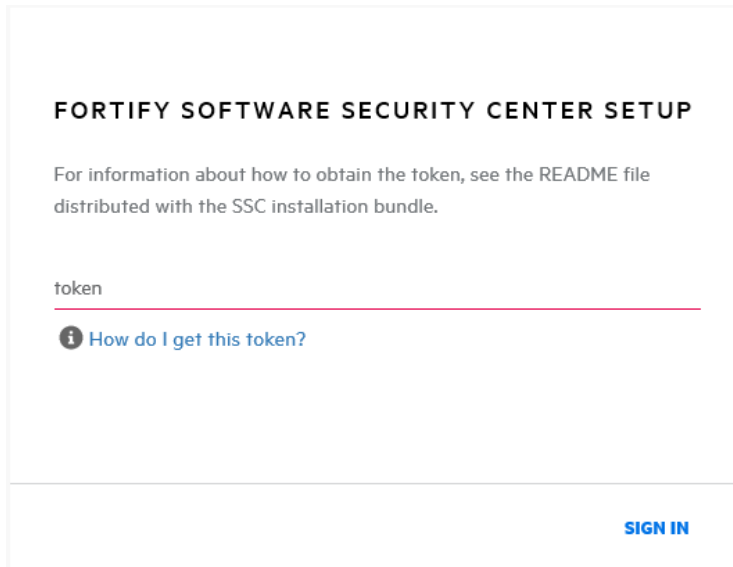 FORTIFY SOFTWARE SECURITY CENTER SETUP
For information about how to obtain the token, see the README file
distributed with the SSC installation bundle.
token
How do I get this token?
SIGN IN